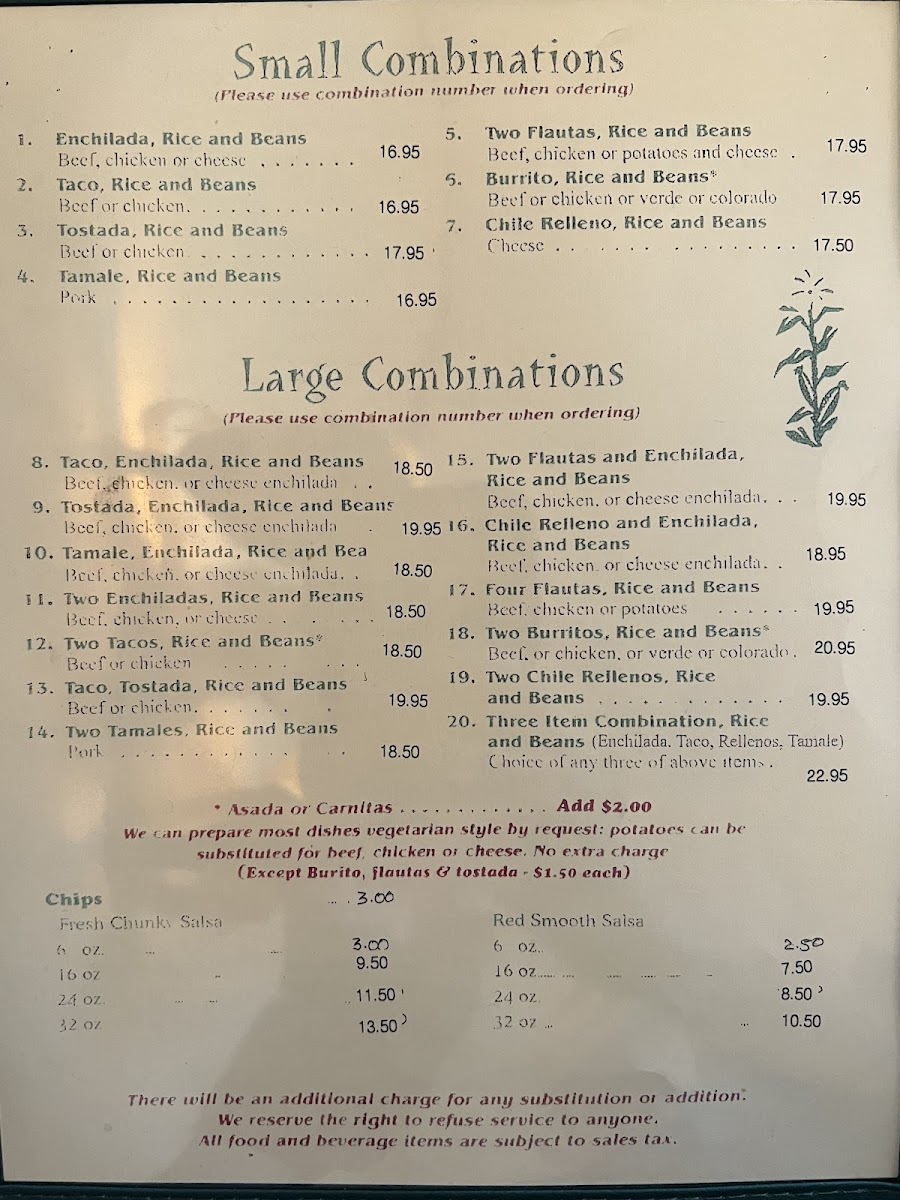 Small Combinations
(Please use combination number when ordering)
1. Enchilada, Rice and Beans
Beef, chicken or cheese . . . . . . . 16.95
2. Taco, Rice and Beans
Beef or chicken. . . . . . . . . . . . 16.95
3. Tostada, Rice and Beans
Beef or chicken. . . . . . . . . . . . 17.95
4. Tamale, Rice and Beans
Pork . . . . . . . . . . . . . . . . . . 16.95
5. Two Flautas, Rice and Beans
Beef, chicken or potatoes and cheese . 17.95
6. Burrito, Rice and Beans*
Beef or chicken or verde or colorado 17.95
7. Chile Relleno, Rice and Beans
Cheese . . . . . . . . . . . . . . . 17.50
Large Combinations
(Please use combination number when ordering)
8. Taco, Enchilada, Rice and Beans
Beef, chicken, or cheese enchilada . . 18.50
9. Tostada, Enchilada, Rice and Beans
Beef, chicken, or cheese enchilada . 19.95
10. Tamale, Enchilada, Rice and Bea
Beef, chicken, or cheese enchilada. . 18.50
11. Two Enchiladas, Rice and Beans
Beef, chicken, or cheese . . . . . . 18.50
12. Two Tacos, Rice and Beans*
Beef or chicken . . . . . . . . 18.50
13. Taco, Tostada, Rice and Beans
Beef or chicken. . . . . . . 19.95
14. Two Tamales, Rice and Beans
Pork . . . . . . . . . . . . . . 18.50
15. Two Flautas and Enchilada,
Rice and Beans
Beef, chicken, or cheese enchilada. . . 19.95
16. Chile Relleno and Enchilada,
Rice and Beans
Beef, chicken, or cheese enchilada. . 18.95
17. Four Flautas, Rice and Beans
Beef, chicken or potatoes . . . . . . 19.95
18. Two Burritos, Rice and Beans*
Beef, or chicken, or verde or colorado . 20.95
19. Two Chile Rellenos, Rice
and Beans . . . . . . . . . . . . . 19.95
20. Three Item Combination, Rice
and Beans (Enchilada, Taco, Rellenos, Tamale)
Choice of any three of above items .
22.95
* Asada or Carnitas . . . . . . . . . . . . . Add $2.00
We can prepare most dishes vegetarian style by request: potatoes can be
substituted for beef, chicken or cheese. No extra charge
(Except Burito, flautas & tostada - $1.50 each)
Chips ... . 3.00
Fresh Chunky Salsa
6 oz. ... .... 3.00
16 oz .. 9.50
24 oz. ... ... .. 11.50
32 oz 13.50
Red Smooth Salsa
6 oz.. 2.50
16 oz...... ... .... .... .... .. 7.50
24 oz. 8.50
32 oz ... ... 10.50
There will be an additional charge for any substitution or addition.
We reserve the right to refuse service to anyone.
All food and beverage items are subject to sales tax.